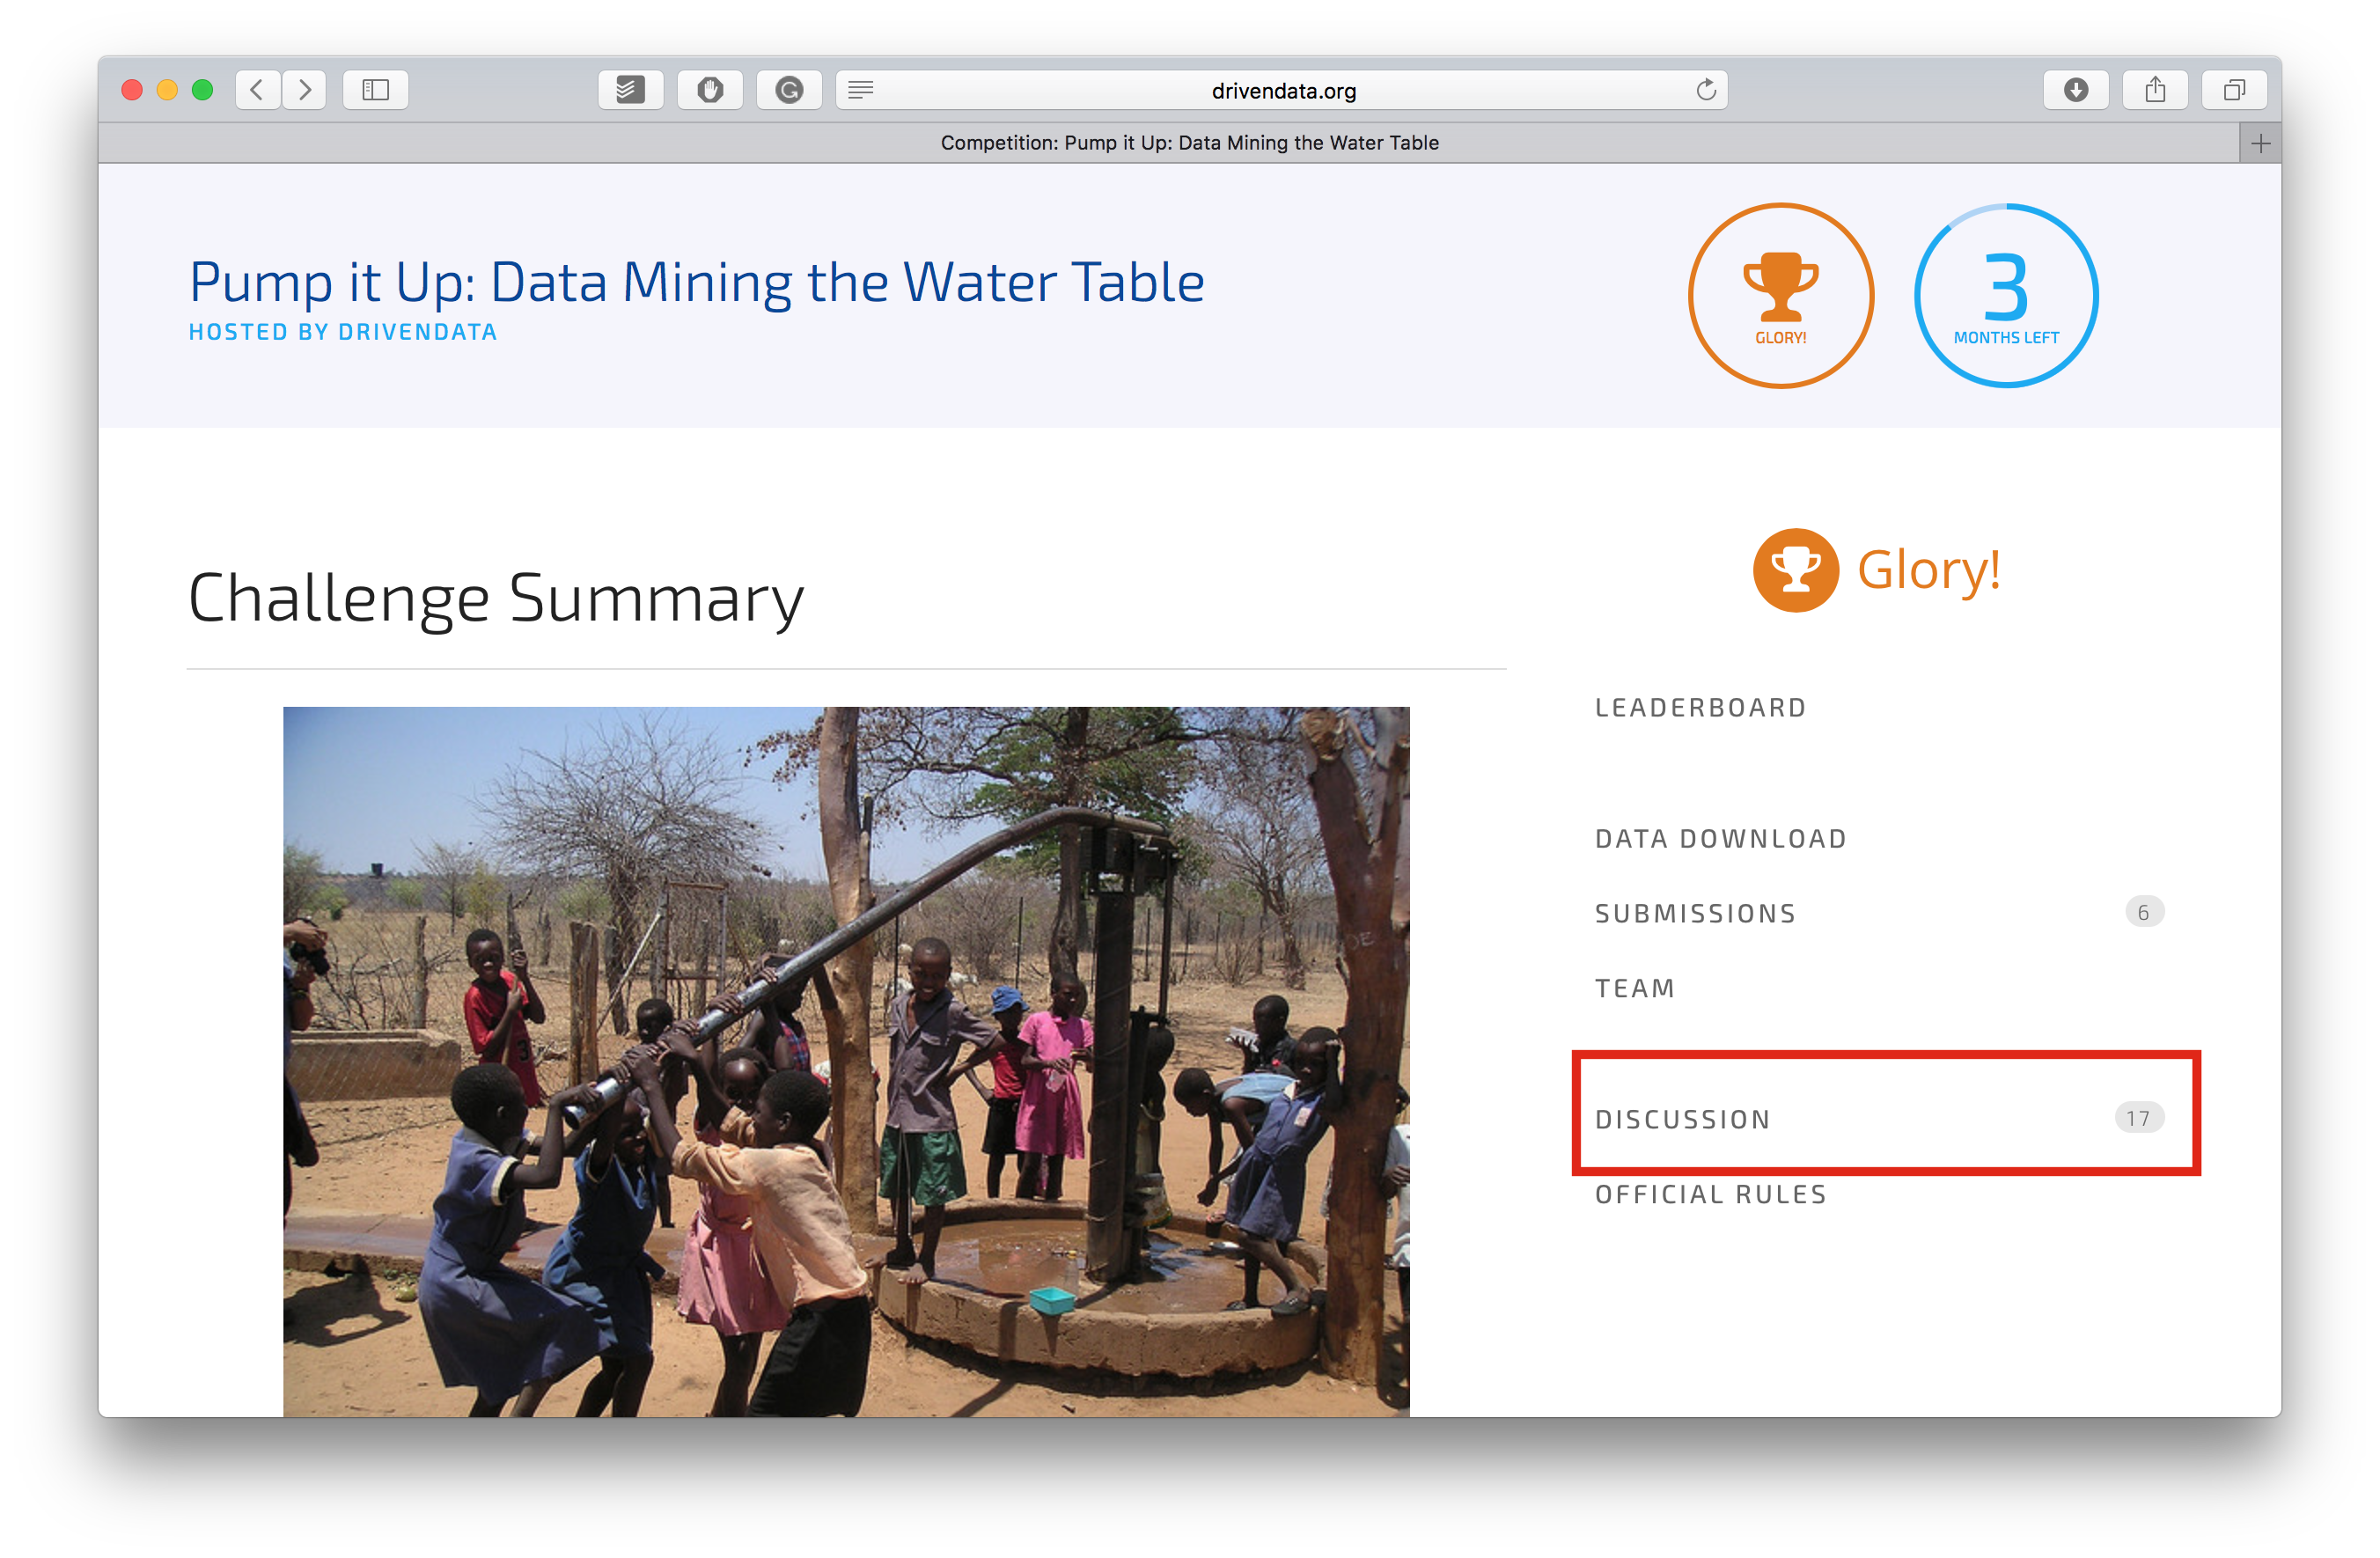 drivendata.org
Competition: Pump it Up: Data Mining the Water Table
Pump it Up: Data Mining the Water Table
HOSTED BY DRIVENDATA
GLORY!
3
MONTHS LEFT
Challenge Summary
Glory!
LEADERBOARD
DATA DOWNLOAD
SUBMISSIONS 6
TEAM
DISCUSSION 17
OFFICIAL RULES